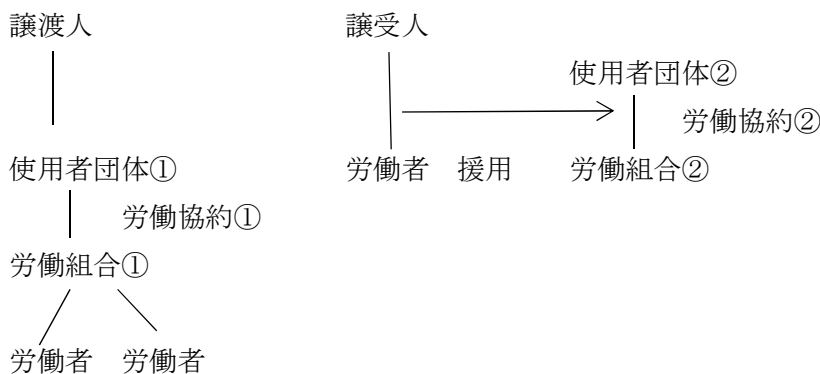 譲渡人 譲受人
使用者団体②
労働協約②
使用者団体① 労働者 援用 労働組合②
労働協約①
労働組合①
労働者 労働者